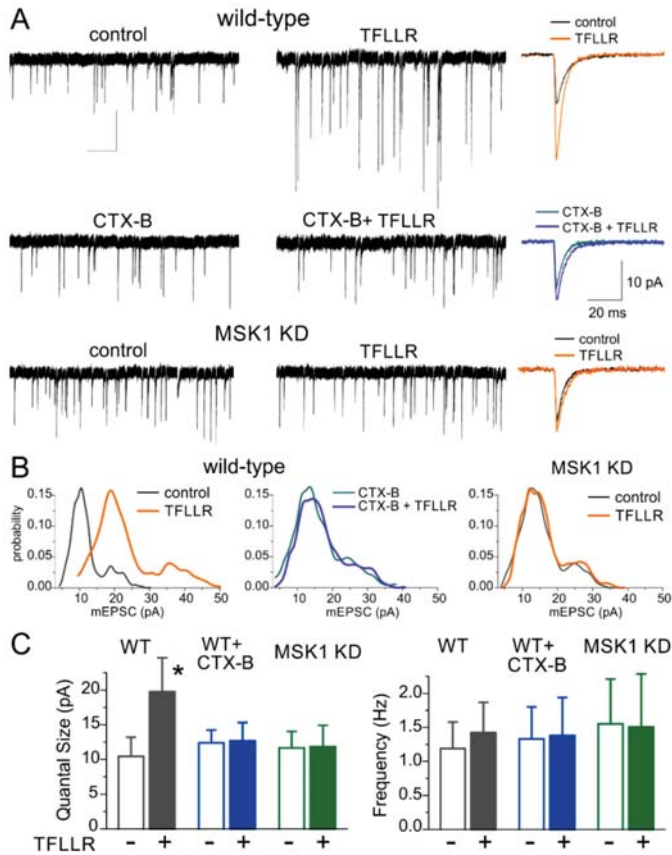 A
wild-type
control
TFLLR
control
TFLLR
CTX-B
CTX-B+ TFLLR
CTX-B
CTX-B + TFLLR
10 pA
20 ms
MSK1 KD
control
TFLLR
control
TFLLR
B
wild-type
MSK1 KD
0.15
0.10
0.05
0.00
probability
control
TFLLR
0 10 20 30 40 50
mEPSC (pA)
0.15
0.10
0.05
0.00
CTX-B
CTX-B + TFLLR
0 10 20 30 40 50
mEPSC (pA)
0.15
0.10
0.05
0.00
control
TFLLR
0 10 20 30 40 50
mEPSC (pA)
C
WT
WT+
CTX-B
MSK1 KD
*
Quantal Size (pA)
20
15
10
5
0
TFLLR - + - + - +
WT
WT+
CTX-B
MSK1 KD
Frequency (Hz)
2.0
1.5
1.0
0.5
0.0
- + - + - +